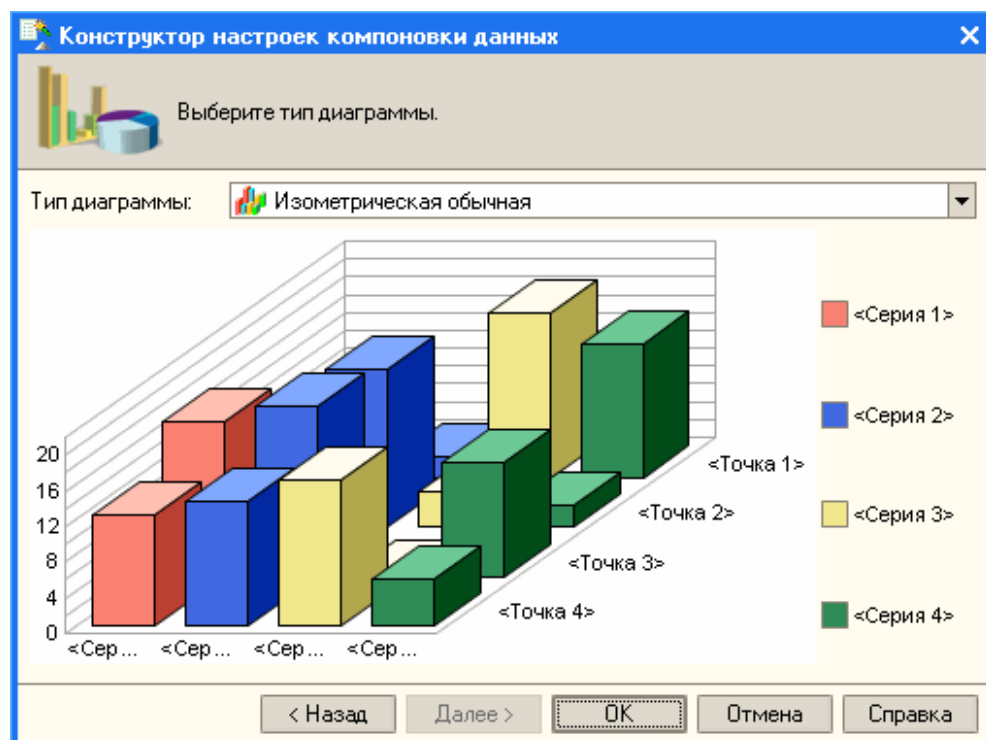 Конструктор настроек компоновки данных
Выберите тип диаграммы.
Тип диаграммы: Изометрическая обычная
<Серия 1>
<Серия 2>
<Серия 3>
<Серия 4>
20
16
12
8
4
0
<Точка 1>
<Точка 2>
<Точка 3>
<Точка 4>
<Сер ... <Сер ... <Сер ... <Сер ...
< Назад Далее > OK Отмена Справка